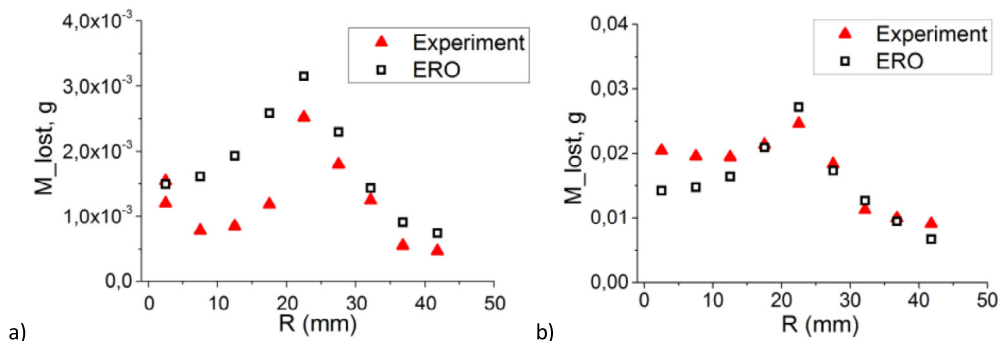 4,0x10⁻³
3,0x10⁻³
2,0x10⁻³
1,0x10⁻³
0,0
M_lost, g
Experiment
ERO
0 10 20 30 40 50
R (mm)
a)
0,04
0,03
0,02
0,01
0,00
M_lost, g
Experiment
ERO
0 10 20 30 40 50
R (mm)
b)